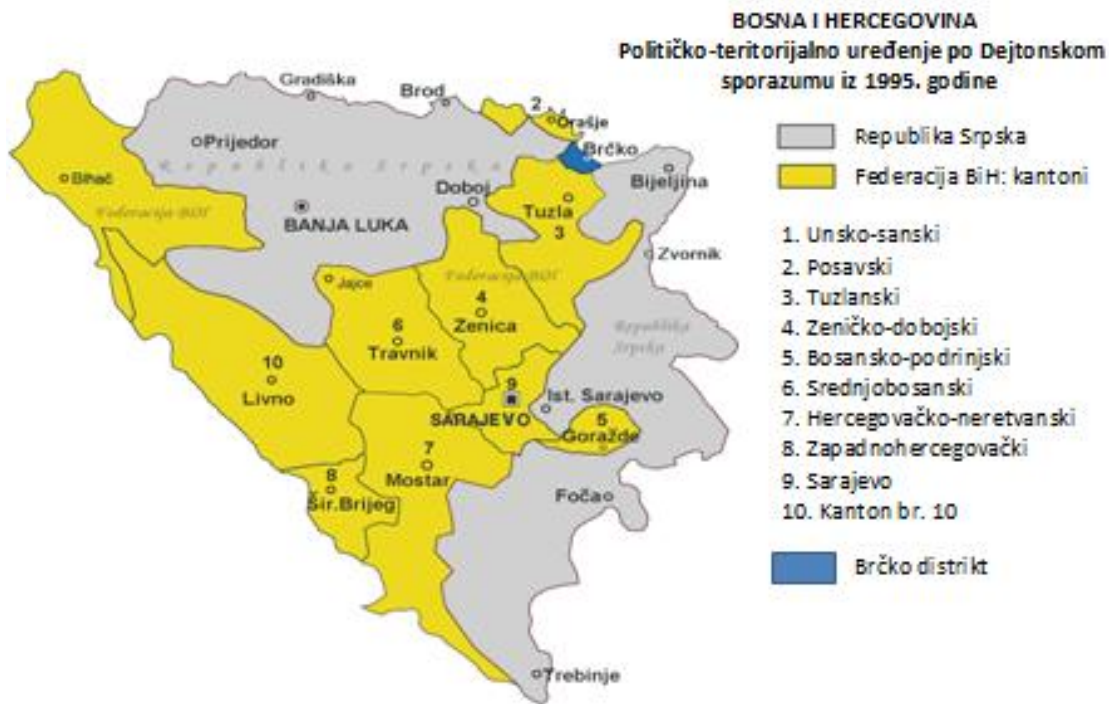 BOSNA I HERCEGOVINA
Političko-teritorijalno uređenje po Dejtonskom
sporazumu iz 1995. godine
Republika Srpska
Federacija BiH: kantoni
1. Unsko-sanski
2. Posavski
3. Tuzlanski
4. Zeničko-dobojski
5. Bosansko-podrinjski
6. Srednjobosanski
7. Hercegovačko-neretvanski
8. Zapadnohercegovački
9. Sarajevo
10. Kanton br. 10
Brčko distrikt
Gradiška
Brod
2
Orašje
Prijedor
Republika Srpska
Brčko
Bihać
Bijeljina
Doboj
Federacija BiH
Tuzla
BANJA LUKA
3
Zvornik
Federacija BiH
Jajce
4
Zenica
Republika
Srpska
6
Travnik
10
Livno
9
Ist. Sarajevo
SARAJEVO
5
Goražde
7
Mostar
8
Šir.Brijeg
Foča
Trebinje